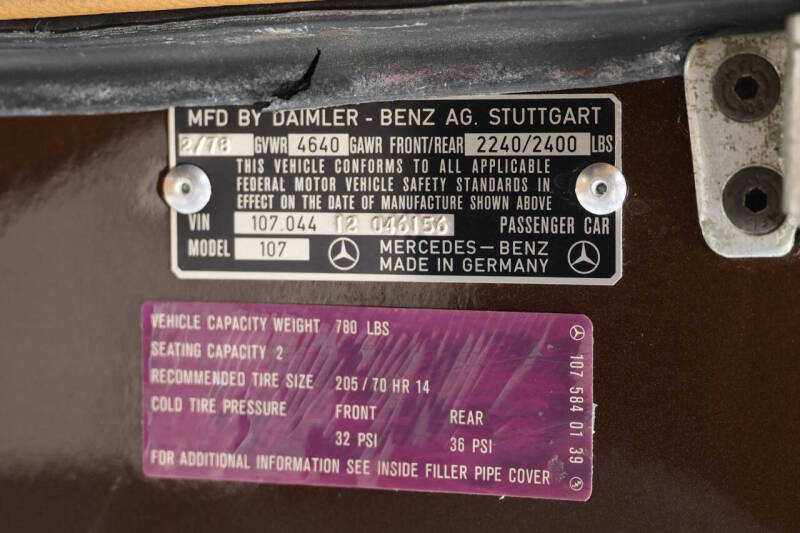 MFD BY DAIMLER - BENZ AG. STUTTGART
2/78 GVWR 4640 GAWR FRONT/REAR 2240/2400 LBS
THIS VEHICLE CONFORMS TO ALL APPLICABLE
FEDERAL MOTOR VEHICLE SAFETY STANDARDS IN
EFFECT ON THE DATE OF MANUFACTURE SHOWN ABOVE
VIN 107.044 12 046156 PASSENGER CAR
MODEL 107 MERCEDES-BENZ
MADE IN GERMANY
VEHICLE CAPACITY WEIGHT 780 LBS
SEATING CAPACITY 2
RECOMMENDED TIRE SIZE 205/70 HR 14
COLD TIRE PRESSURE FRONT REAR
32 PSI 36 PSI
FOR ADDITIONAL INFORMATION SEE INSIDE FILLER PIPE COVER
107 584 01 39